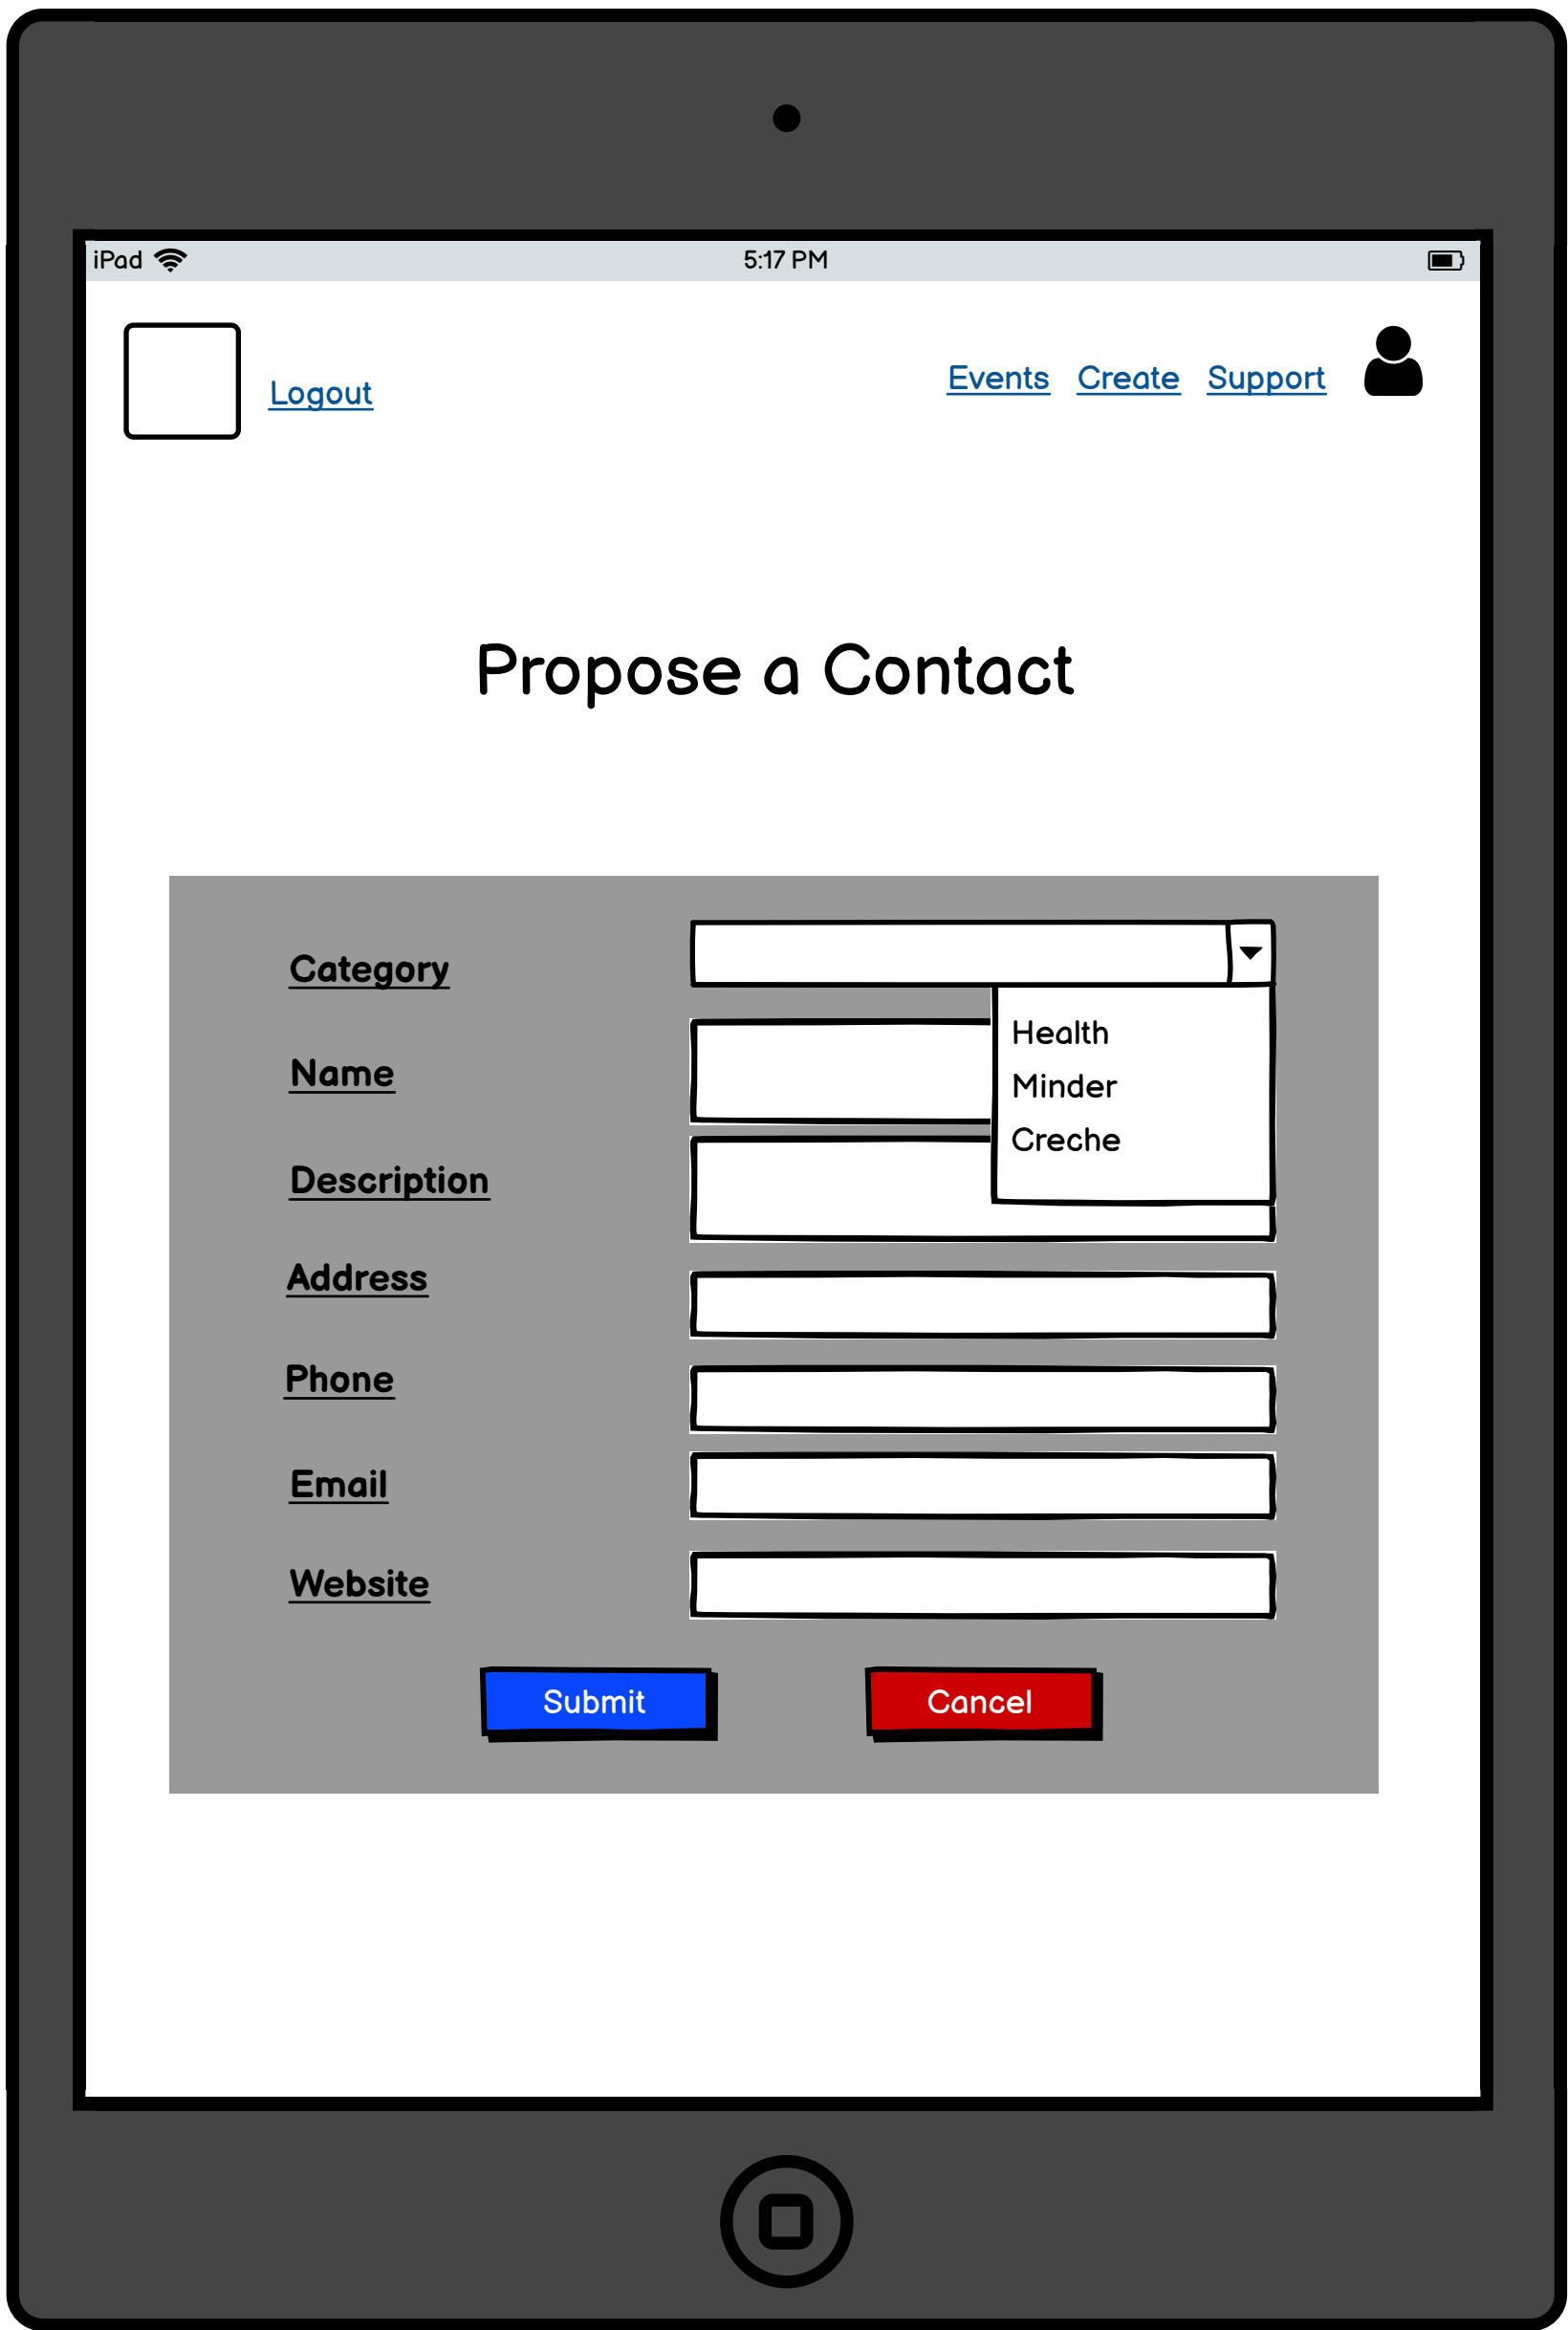 iPad 5:17 PM
Logout Events Create Support
Propose a Contact
Category
Health
Name
Minder
Creche
Description
Address
Phone
Email
Website
Submit Cancel